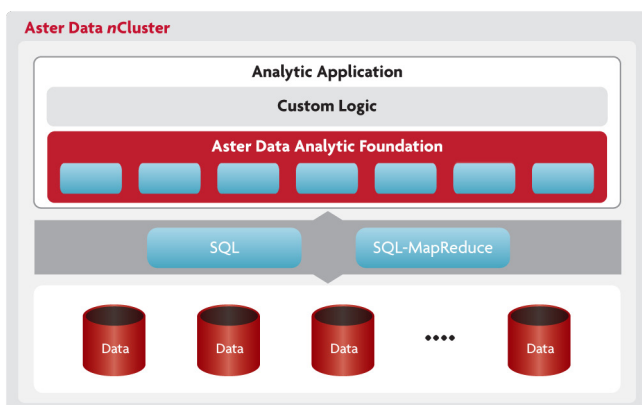 Aster Data nCluster
Analytic Application
Custom Logic
Aster Data Analytic Foundation
SQL SQL-MapReduce
Data Data Data •••• Data